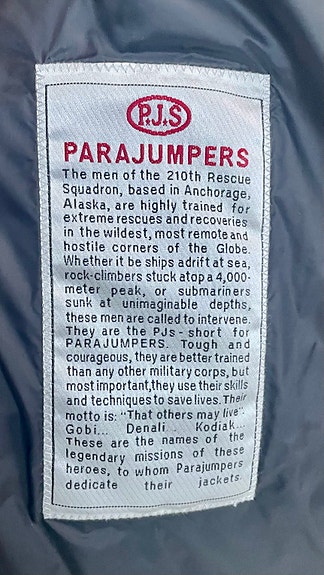 P.J.S
PARAJUMPERS
The men of the 210th Rescue
Squadron, based in Anchorage,
Alaska, are highly trained for
extreme rescues and recoveries
in the wildest, most remote and
hostile corners of the Globe.
Whether it be ships adrift at sea,
rock-climbers stuck atop a 4,000-
meter peak, or submariners
sunk at unimaginable depths,
these men are called to intervene.
They are the PJs - short for
PARAJUMPERS. Tough and
courageous, they are better trained
than any other military corps, but
most important,they use their skills
and techniques to save lives. Their
motto is: "That others may live".
Gobi... Denali... Kodiak...
These are the names of the
legendary missions of these
heroes, to whom Parajumpers
dedicate their jackets.